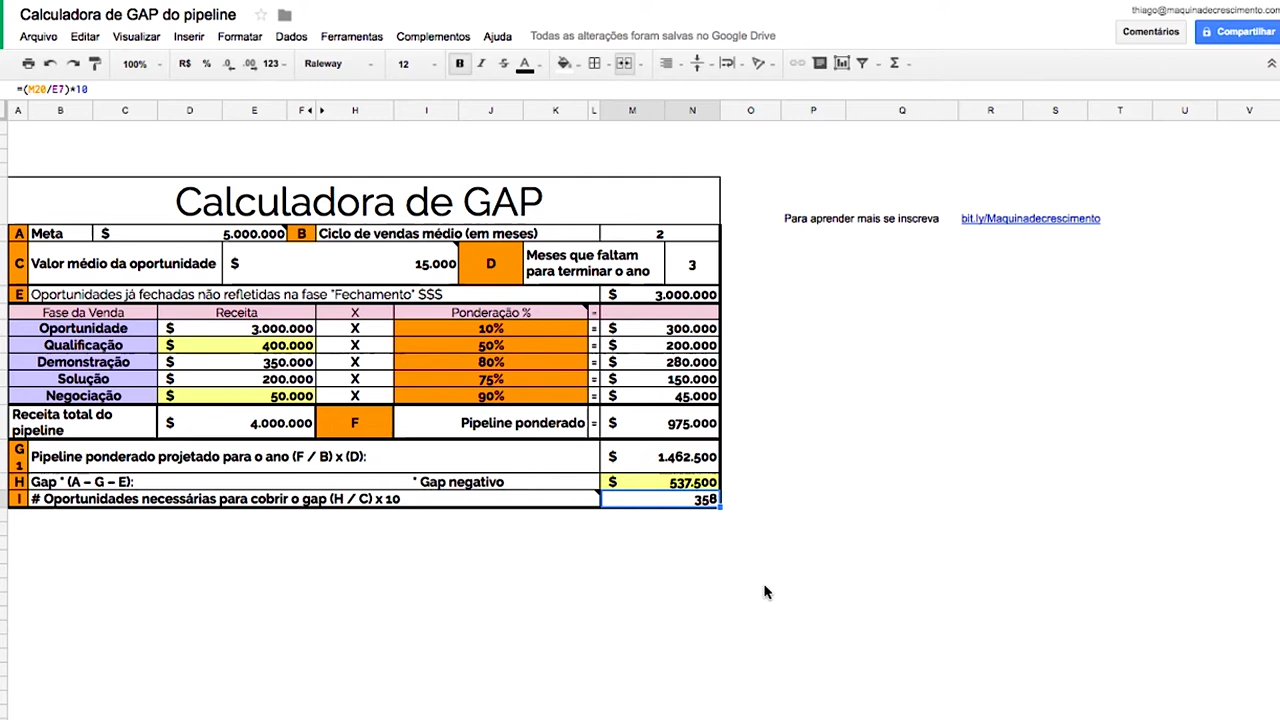 Calculadora de GAP do pipeline
thiago@maquinadecrescimento.com
Arquivo Editar Visualizar Inserir Formatar Dados Ferramentas Complementos Ajuda Todas as alterações foram salvas no Google Drive Comentários Compartilhar
100% R$ % .0 .00 123 Raleway 12 B I S A Σ
=(M20/E7)*10
A B C D E F H I J K L M N O P Q R S T U V
Calculadora de GAP
Para aprender mais se inscreva bit.ly/Maquinadecrescimento
A Meta $ 5.000.000 B Ciclo de vendas médio (em meses) 2
C Valor médio da oportunidade $ 15.000 D Meses que faltam
para terminar o ano 3
E Oportunidades já fechadas não refletidas na fase "Fechamento" $$$ $ 3.000.000
Fase da Venda Receita X Ponderação % =
Oportunidade $ 3.000.000 X 10% = $ 300.000
Qualificação $ 400.000 X 50% = $ 200.000
Demonstração $ 350.000 X 80% = $ 280.000
Solução $ 200.000 X 75% = $ 150.000
Negociação $ 50.000 X 90% = $ 45.000
Receita total do
pipeline $ 4.000.000 F Pipeline ponderado = $ 975.000
G
1 Pipeline ponderado projetado para o ano (F / B) x (D): $ 1.462.500
H Gap * (A – G – E): * Gap negativo $ 537.500
I # Oportunidades necessárias para cobrir o gap (H / C) x 10 358